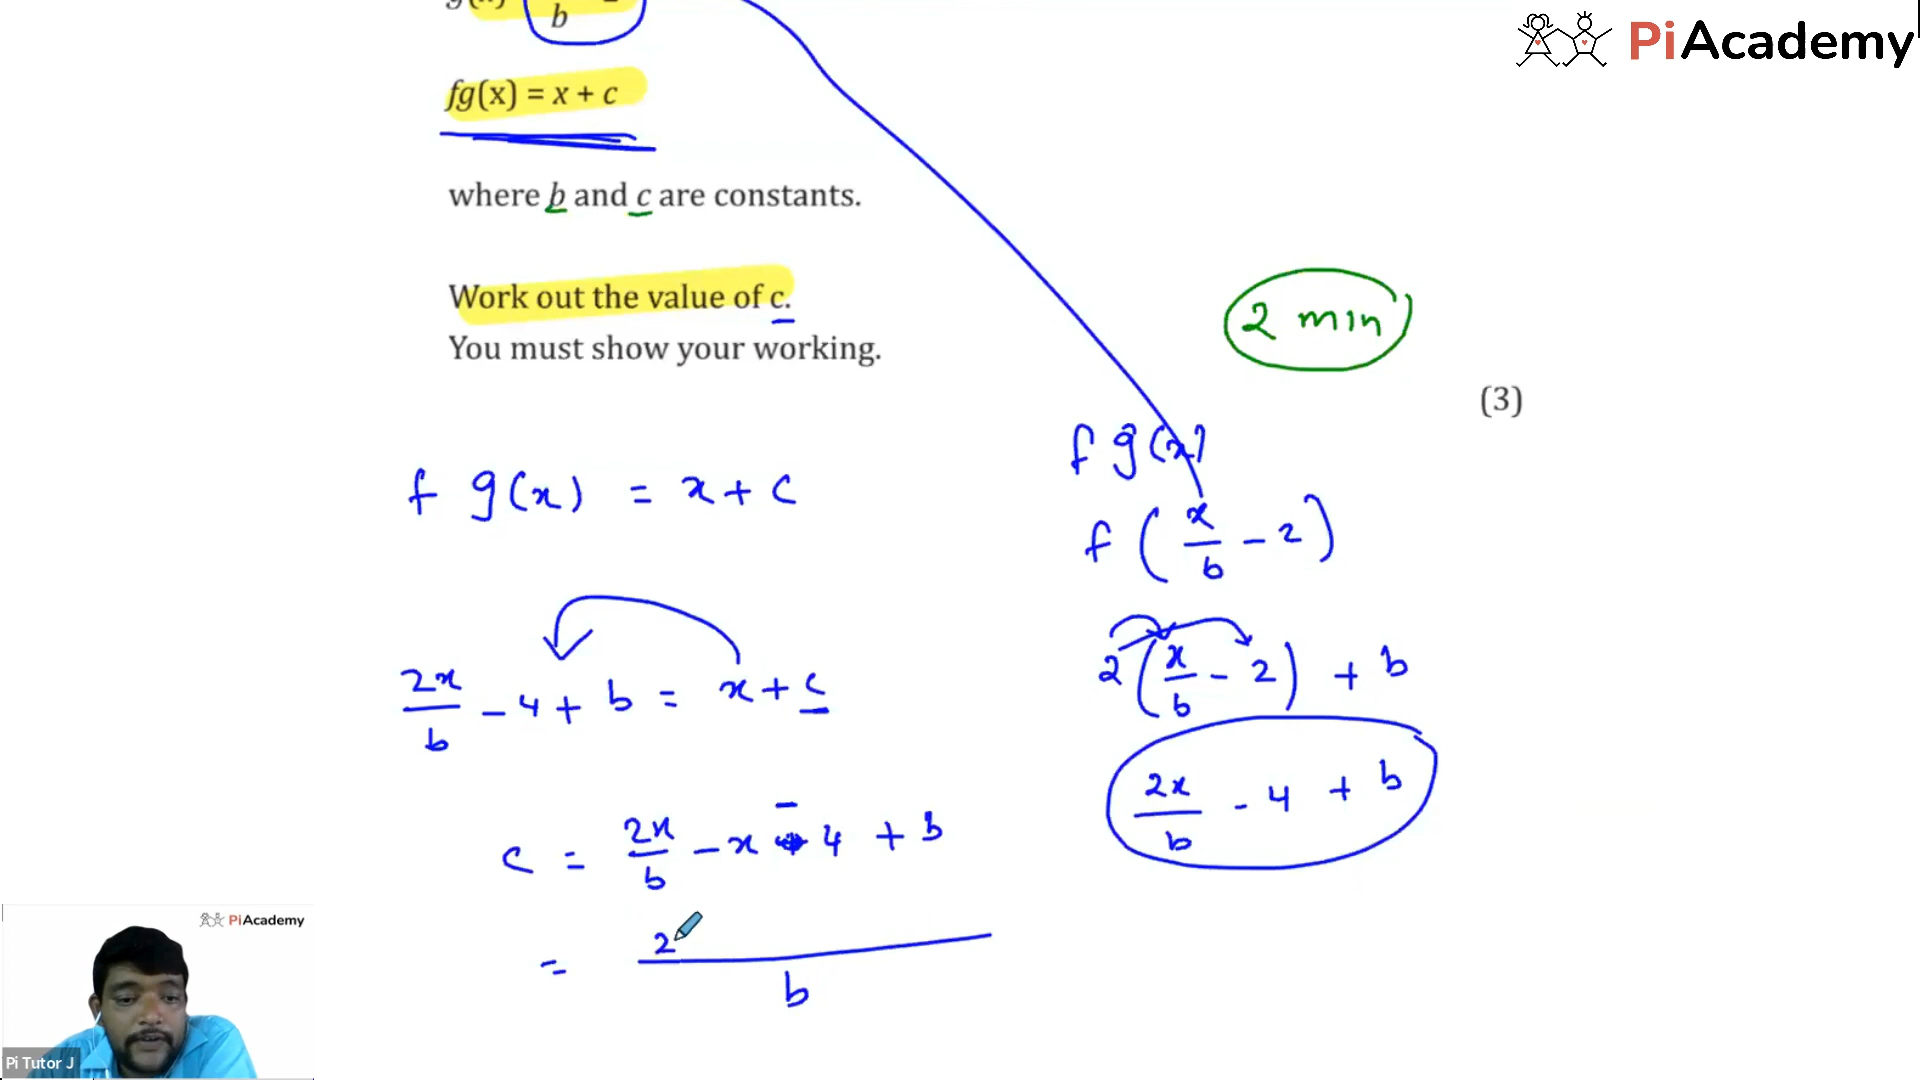 b
PiAcademy
fg(x) = x + c
where b and c are constants.
Work out the value of c.
You must show your working.
2 min
(3)
f g(x) = x + c
f g(x)
f ( x/b - 2 )
2x/b - 4 + b = x + c
2 ( x/b - 2 ) + b
2x/b - 4 + b
c = 2x/b - x - 4 + b
= 2 / b
PiAcademy
Pi Tutor J